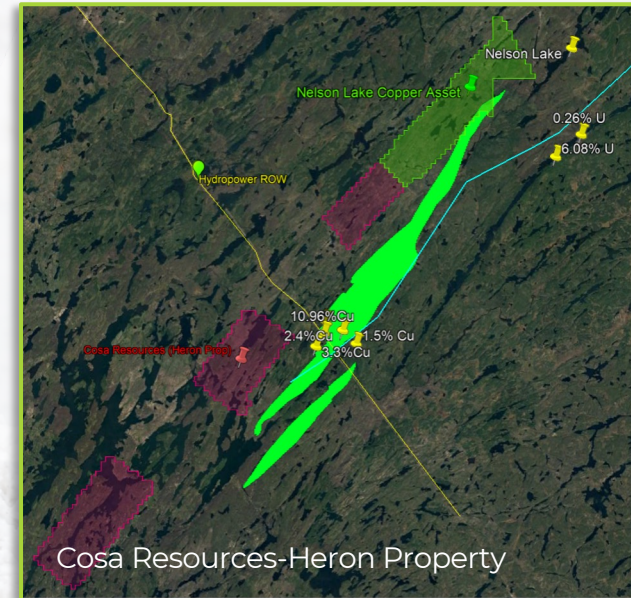 Nelson Lake
Nelson Lake Copper Asset
0.26% U
6.08% U
Hydropower ROW
10.96%Cu
2.4%Cu
1.5% Cu
3.3%Cu
Cosa Resources (Heron Prop)
Cosa Resources-Heron Property